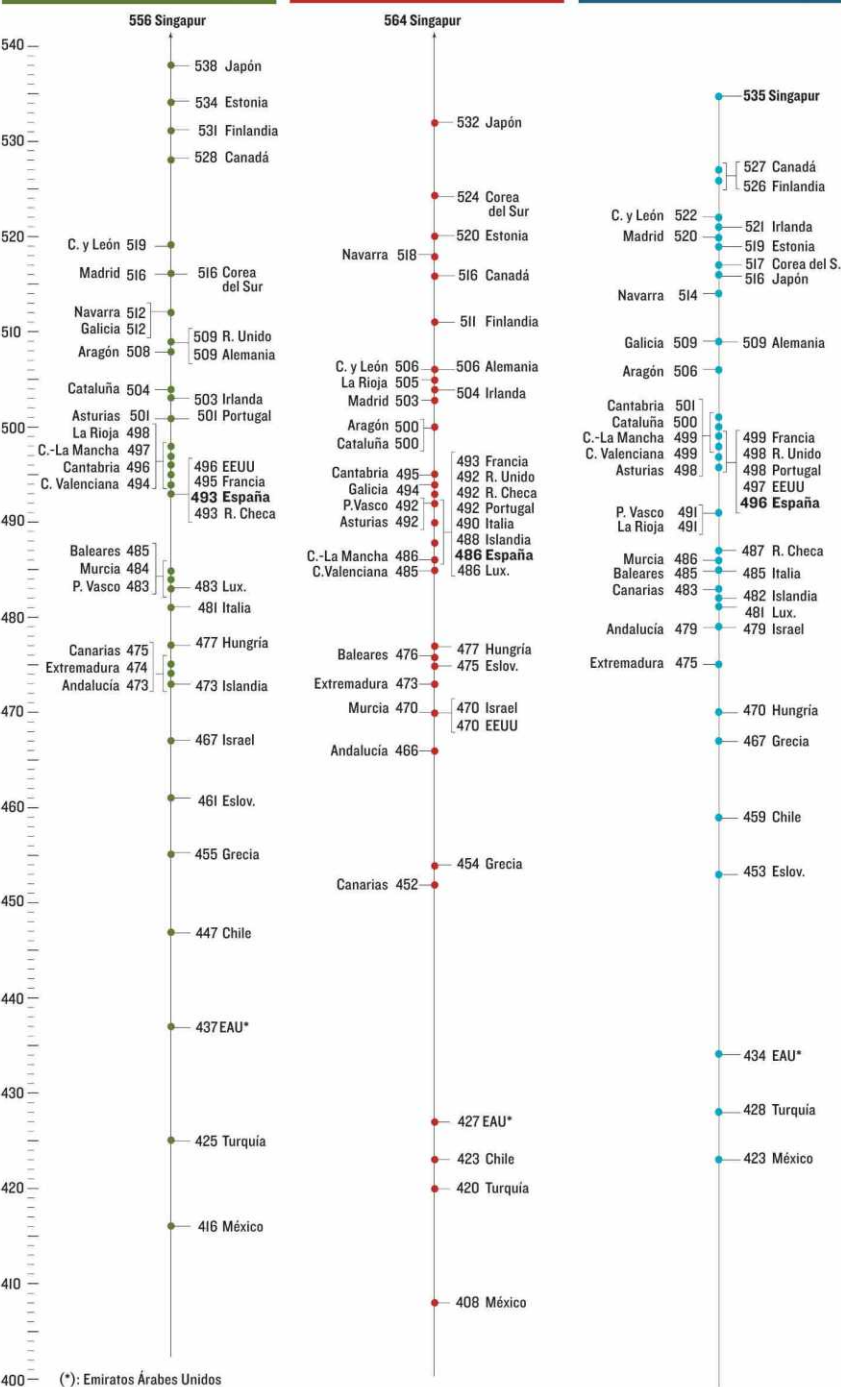 556 Singapur
538 Japón
534 Estonia
531 Finlandia
528 Canadá
C. y León 519
Madrid 516
516 Corea
del Sur
Navarra 512
Galicia 512
509 R. Unido
Aragón 508
509 Alemania
Cataluña 504
503 Irlanda
Asturias 501
501 Portugal
La Rioja 498
C.-La Mancha 497
Cantabria 496
496 EEUU
C. Valenciana 494
495 Francia
493 España
493 R. Checa
Baleares 485
Murcia 484
P. Vasco 483
483 Lux.
481 Italia
477 Hungría
Canarias 475
Extremadura 474
Andalucía 473
473 Islandia
467 Israel
461 Eslov.
455 Grecia
447 Chile
437 EAU*
425 Turquía
416 México
564 Singapur
532 Japón
524 Corea
del Sur
520 Estonia
Navarra 518
516 Canadá
511 Finlandia
C. y León 506
506 Alemania
La Rioja 505
504 Irlanda
Madrid 503
Aragón 500
Cataluña 500
493 Francia
Cantabria 495
492 R. Unido
Galicia 494
492 R. Checa
P.Vasco 492
492 Portugal
Asturias 492
490 Italia
488 Islandia
C.-La Mancha 486
486 España
C.Valenciana 485
486 Lux.
477 Hungría
Baleares 476
475 Eslov.
Extremadura 473
Murcia 470
470 Israel
470 EEUU
Andalucía 466
454 Grecia
Canarias 452
427 EAU*
423 Chile
420 Turquía
408 México
535 Singapur
527 Canadá
526 Finlandia
C. y León 522
521 Irlanda
Madrid 520
519 Estonia
517 Corea del S.
516 Japón
Navarra 514
Galicia 509
509 Alemania
Aragón 506
Cantabria 501
Cataluña 500
C.-La Mancha 499
499 Francia
C. Valenciana 499
498 R. Unido
Asturias 498
498 Portugal
497 EEUU
496 España
P. Vasco 491
La Rioja 491
487 R. Checa
Murcia 486
Baleares 485
485 Italia
Canarias 483
482 Islandia
481 Lux.
Andalucía 479
479 Israel
Extremadura 475
470 Hungría
467 Grecia
459 Chile
453 Eslov.
434 EAU*
428 Turquía
423 México
540
530
520
510
500
490
480
470
460
450
440
430
420
410
400
(*): Emiratos Árabes Unidos